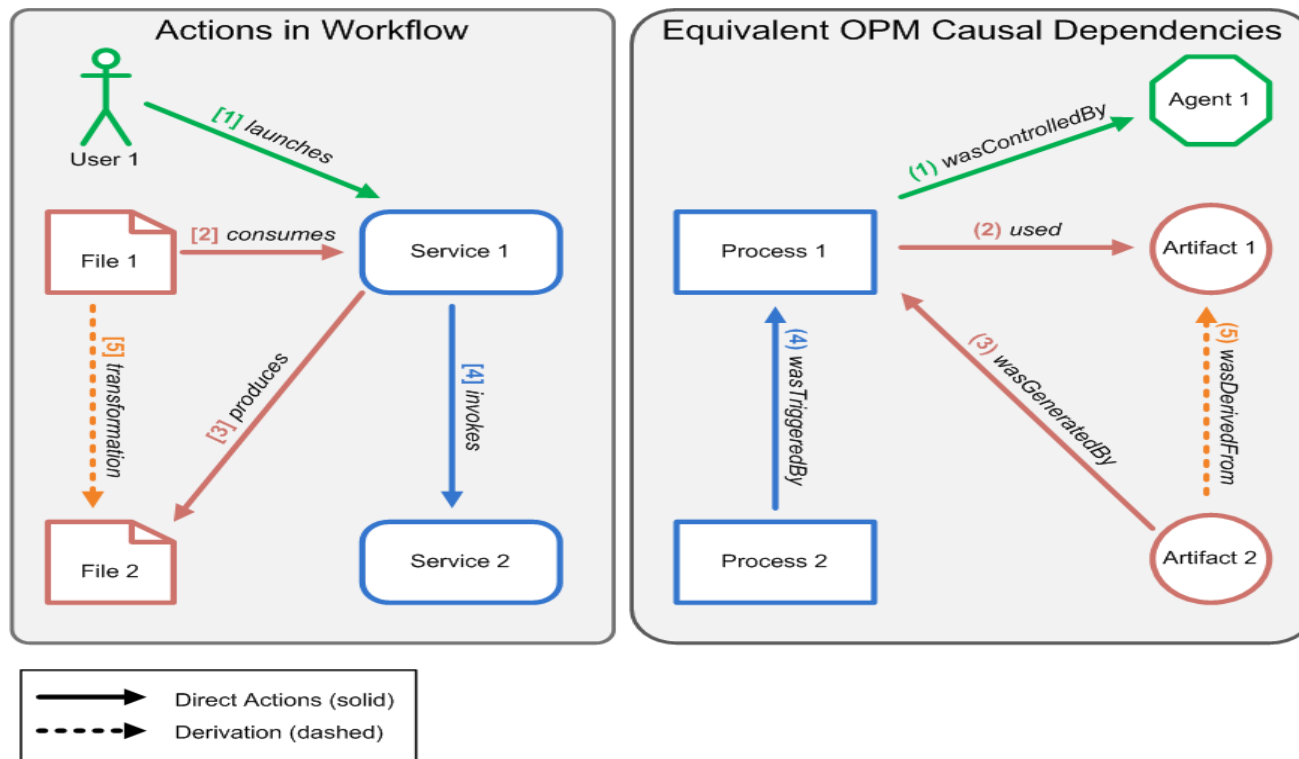 Actions in Workflow
User 1
[1] launches
File 1
[2] consumes
Service 1
[5] transformation
[3] produces
[4] invokes
File 2
Service 2
Equivalent OPM Causal Dependencies
Agent 1
(1) wasControlledBy
Process 1
(2) used
Artifact 1
(4) wasTriggeredBy
(3) wasGeneratedBy
(5) wasDerivedFrom
Process 2
Artifact 2
Direct Actions (solid)
Derivation (dashed)